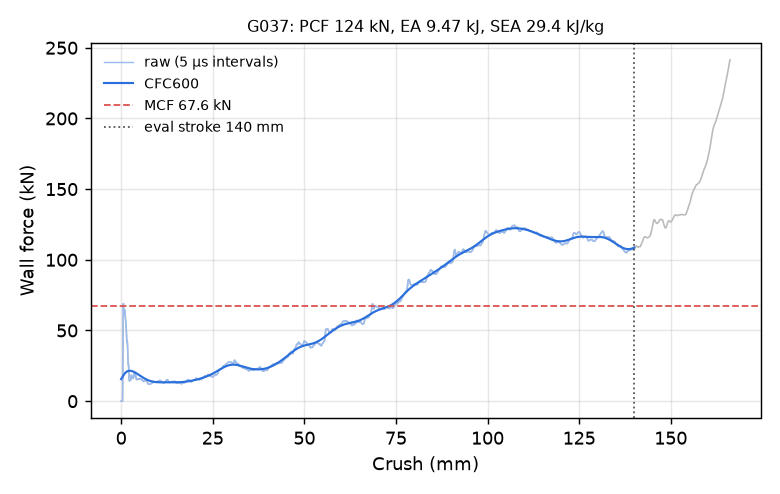 G037: PCF 124 kN, EA 9.47 kJ, SEA 29.4 kJ/kg
raw (5 µs intervals)
CFC600
MCF 67.6 kN
eval stroke 140 mm
Wall force (kN)
250
200
150
100
50
0
0
25
50
75
100
125
150
Crush (mm)